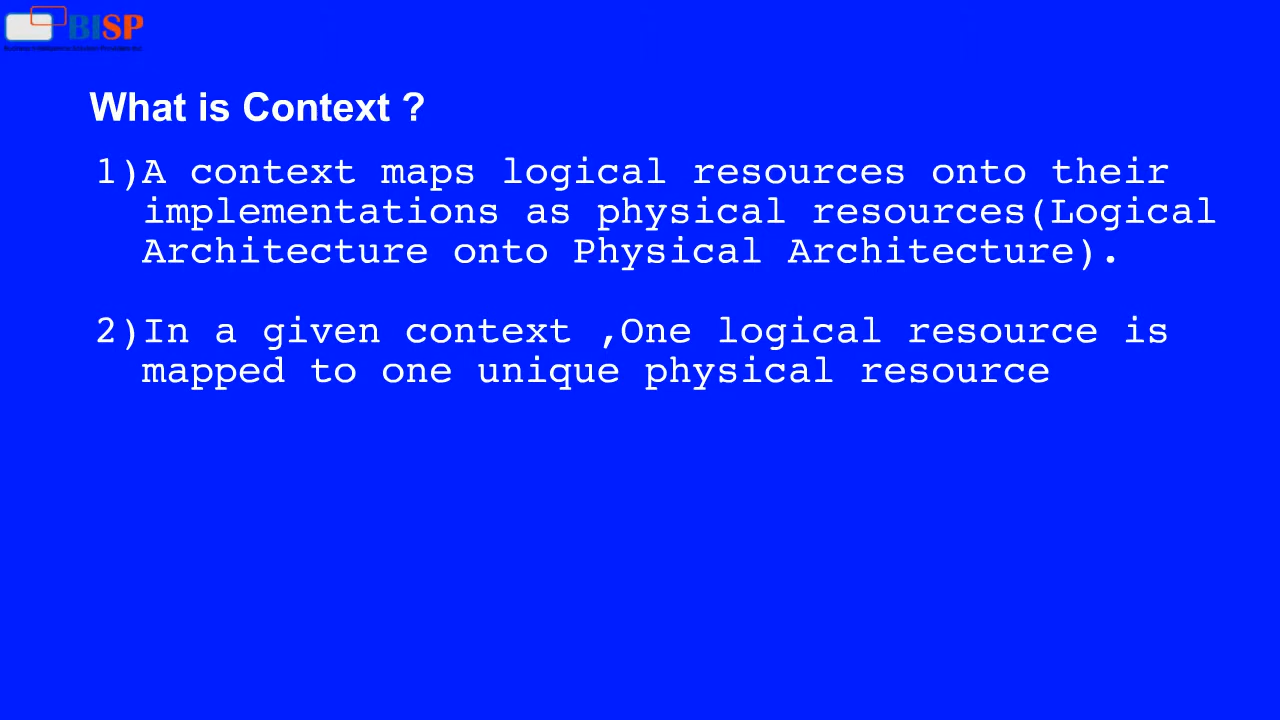 BISP
What is Context ?
1)A context maps logical resources onto their
implementations as physical resources(Logical
Architecture onto Physical Architecture).
2)In a given context ,One logical resource is
mapped to one unique physical resource